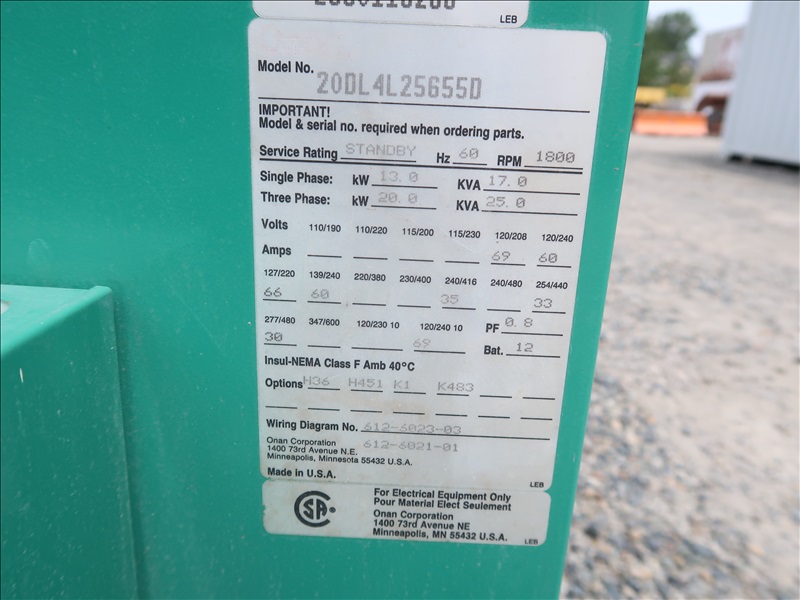 LEB
Model No. 20DL4L25655D
IMPORTANT!
Model & serial no. required when ordering parts.
Service Rating STANDBY Hz 60 RPM 1800
Single Phase: kW 13.0 KVA 17.0
Three Phase: kW 20.0 KVA 25.0
Volts 110/190 110/220 115/200 115/230 120/208 120/240
Amps 69 60
127/220 139/240 220/380 230/400 240/416 240/480 254/440
66 60 35 33
277/480 347/600 120/230 10 120/240 10 PF 0.8
30 69 Bat. 12
Insul-NEMA Class F Amb 40°C
Options H36 H451 K1 K483
Wiring Diagram No. 612-6023-03
612-6021-01
Onan Corporation
1400 73rd Avenue N.E.
Minneapolis, Minnesota 55432 U.S.A.
Made in U.S.A.
LEB
SA
For Electrical Equipment Only
Pour Material Elect Seulement
Onan Corporation
1400 73rd Avenue NE
Minneapolis, MN 55432 U.S.A.
LEB